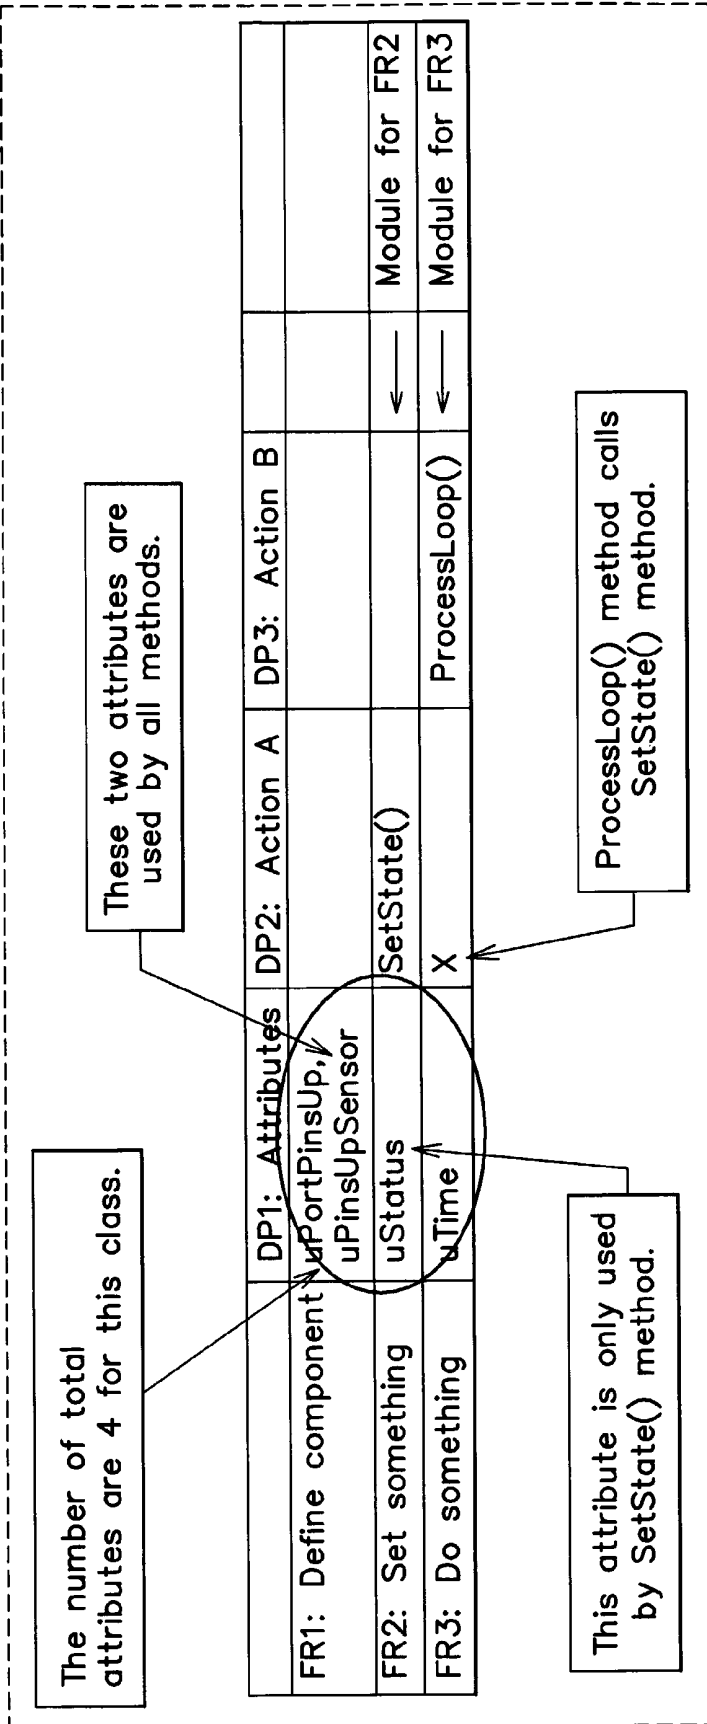 The number of total
attributes are 4 for this class.
These two attributes are
used by all methods.
DP1: Attributes DP2: Action A DP3: Action B
FR1: Define component uPortPinsUp,
uPinsUpSensor
FR2: Set something uStatus SetState() ← Module for FR2
FR3: Do something uTime X ProcessLoop() ← Module for FR3
This attribute is only used
by SetState() method.
ProcessLoop() method calls
SetState() method.